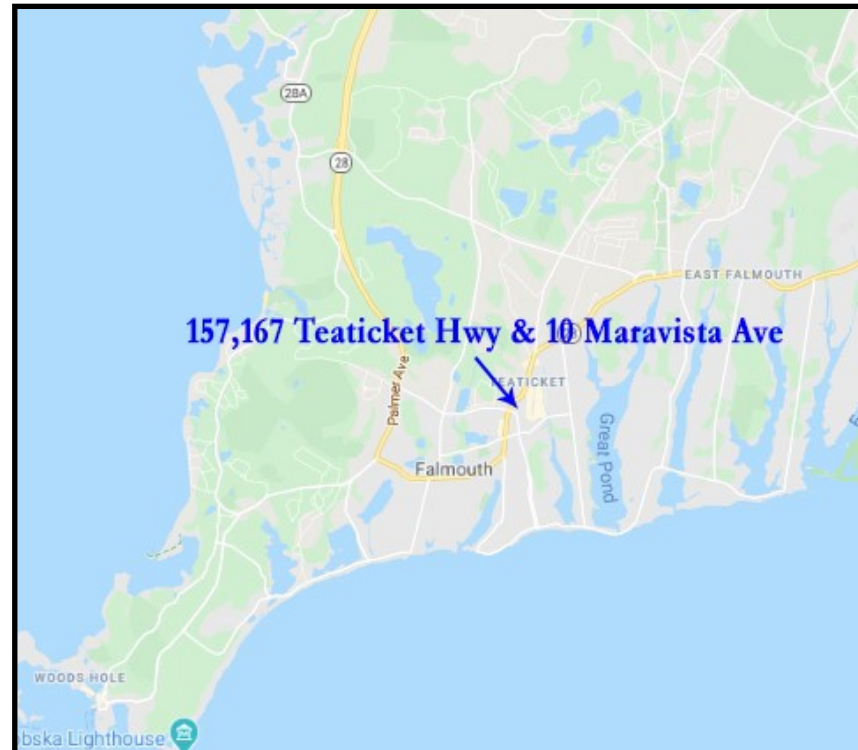 28A
28
EAST FALMOUTH
157,167 Teaticket Hwy & 10 Maravista Ave
TEATICKET
Palmer Ave
Great Pond
Falmouth
WOODS HOLE
obska Lighthouse